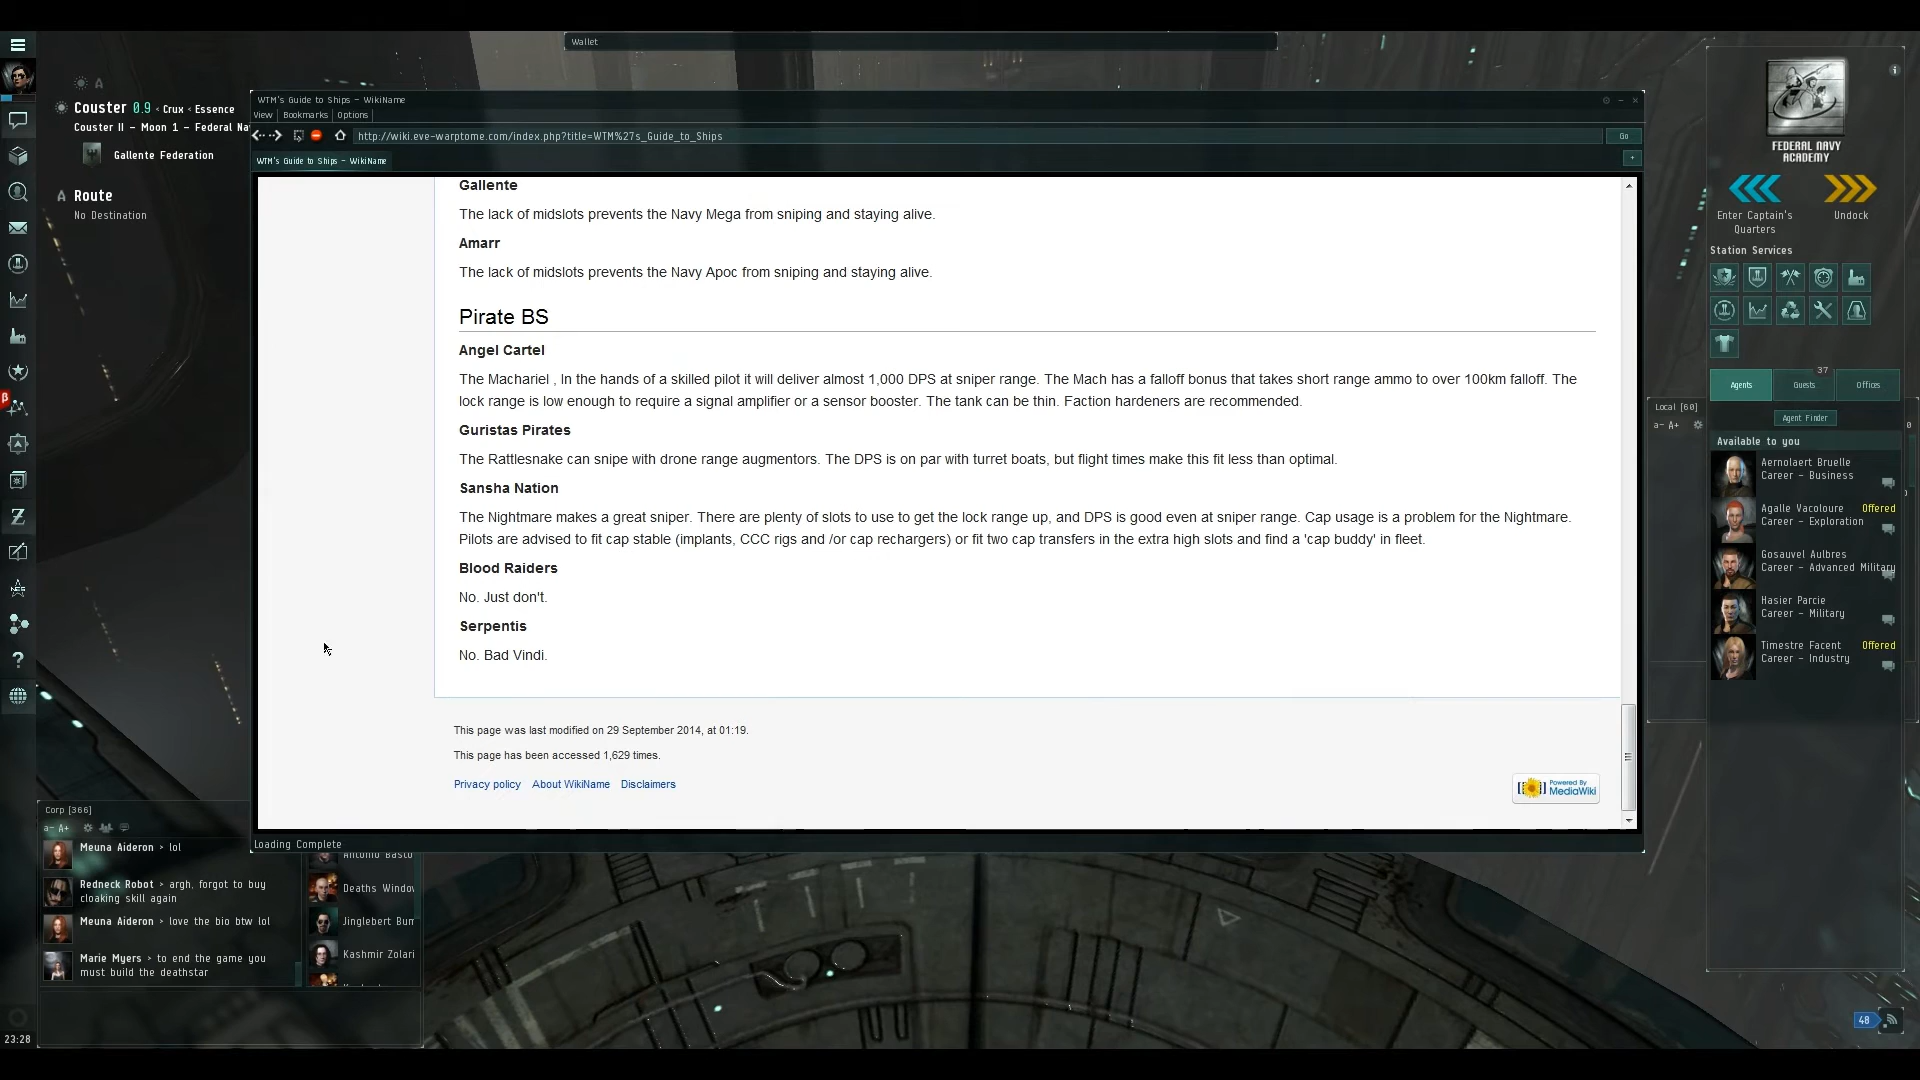 Wallet
Couster 0.9 < Crux < Essence
Couster II - Moon 1 - Federal Na
Gallente Federation
Route
No Destination
WTM's Guide to Ships - WikiName
View | Bookmarks | Options |
http://wiki.eve-warptome.com/index.php?title=WTM%27s_Guide_to_Ships
Go
WTM's Guide to Ships - WikiName
+
Gallente
The lack of midslots prevents the Navy Mega from sniping and staying alive.
Amarr
The lack of midslots prevents the Navy Apoc from sniping and staying alive.
Pirate BS
Angel Cartel
The Machariel , In the hands of a skilled pilot it will deliver almost 1,000 DPS at sniper range. The Mach has a falloff bonus that takes short range ammo to over 100km falloff. The
lock range is low enough to require a signal amplifier or a sensor booster. The tank can be thin. Faction hardeners are recommended.
Guristas Pirates
The Rattlesnake can snipe with drone range augmentors. The DPS is on par with turret boats, but flight times make this fit less than optimal.
Sansha Nation
The Nightmare makes a great sniper. There are plenty of slots to use to get the lock range up, and DPS is good even at sniper range. Cap usage is a problem for the Nightmare.
Pilots are advised to fit cap stable (implants, CCC rigs and /or cap rechargers) or fit two cap transfers in the extra high slots and find a 'cap buddy' in fleet.
Blood Raiders
No. Just don't.
Serpentis
No. Bad Vindi.
This page was last modified on 29 September 2014, at 01:19.
This page has been accessed 1,629 times.
Privacy policy About WikiName Disclaimers
Powered By
MediaWiki
Loading Complete
Corp [366]
a- A+
Meuna Aideron > lol
Redneck Robot > argh, forgot to buy
cloaking skill again
Meuna Aideron > love the bio btw lol
Marie Myers > to end the game you
must build the deathstar
Antonio Basto
Deaths Window
Jinglebert Bum
Kashmir Zolari
23:28
Local [60]
a- A+
FEDERAL NAVY
ACADEMY
Enter Captain's
Quarters
Undock
Station Services
37
Agents
Guests
Offices
Agent Finder
Available to you
Aernolaert Bruelle
Career - Business
Agalle Vacoloure Offered
Career - Exploration
Gosauvel Aulbres
Career - Advanced Military
Hasier Parcie
Career - Military
Timestre Facent Offered
Career - Industry
48